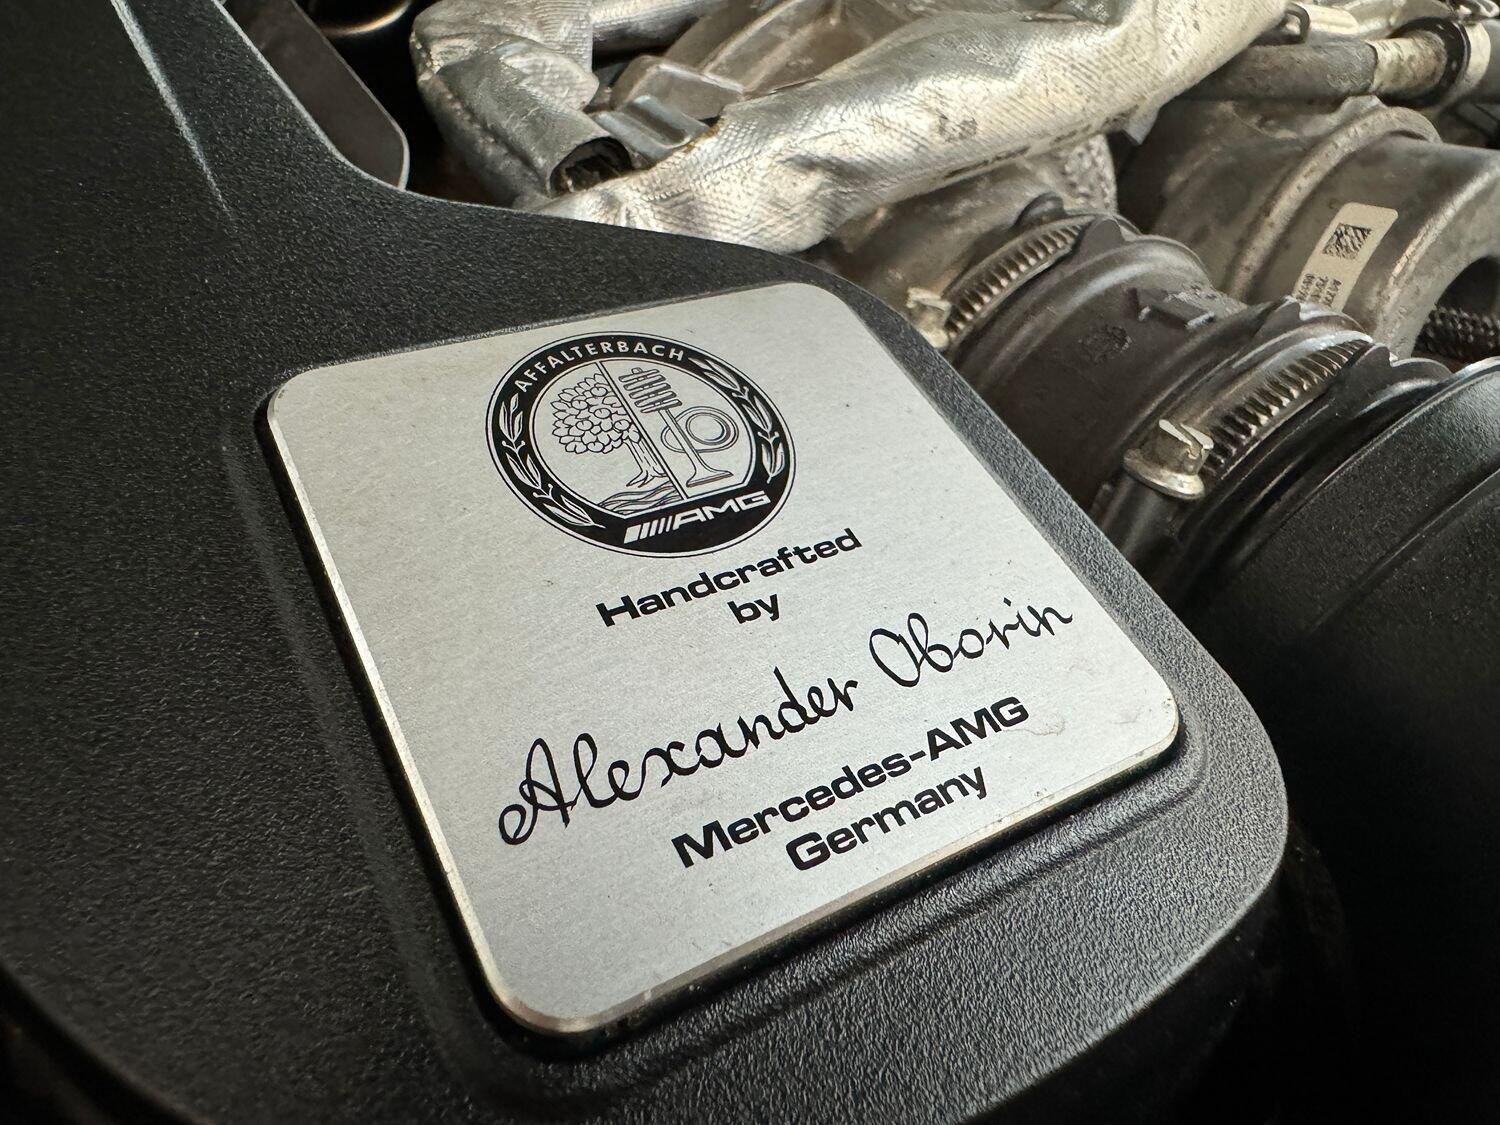 AFFALTERBACH
AMG
Handcrafted
by
Alexander Oborin
Mercedes-AMG
Germany